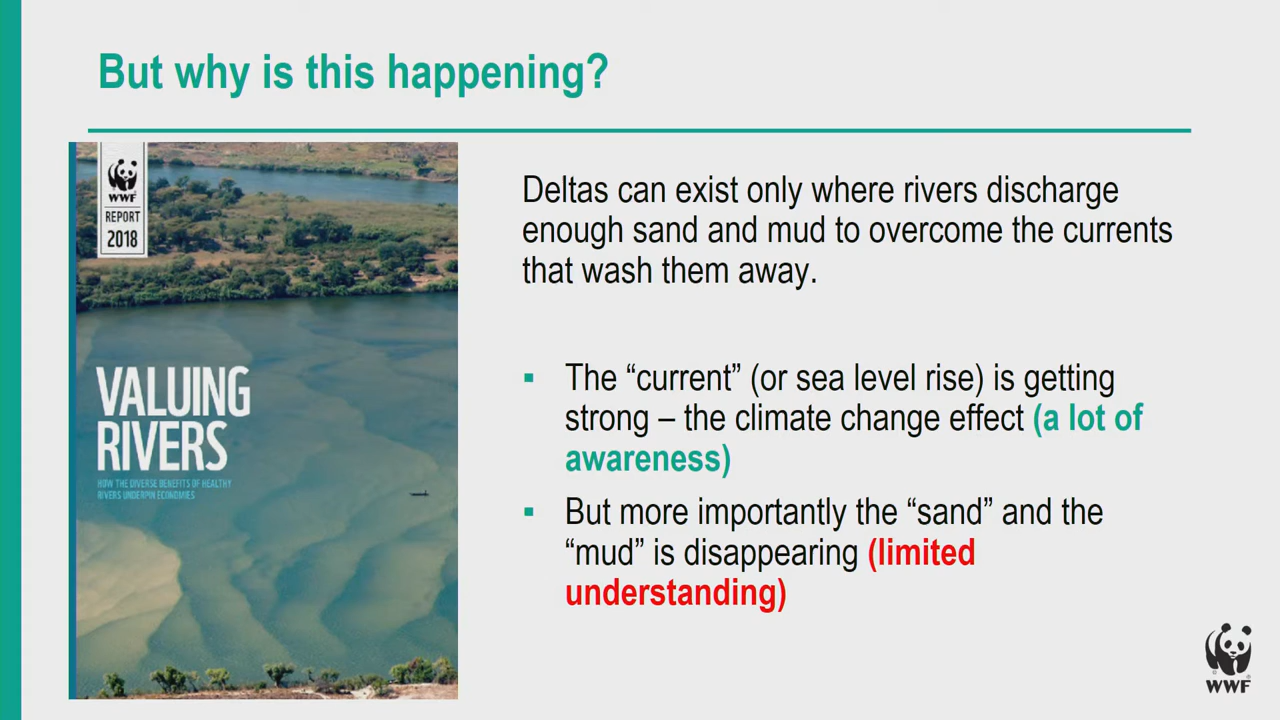 But why is this happening?
WWF
REPORT
2018
VALUING
RIVERS
HOW THE DIVERSE BENEFITS OF HEALTHY
RIVERS UNDERPIN ECONOMIES
Deltas can exist only where rivers discharge
enough sand and mud to overcome the currents
that wash them away.
▪ The “current” (or sea level rise) is getting
strong – the climate change effect (a lot of
awareness)
▪ But more importantly the “sand” and the
“mud” is disappearing (limited
understanding)
WWF